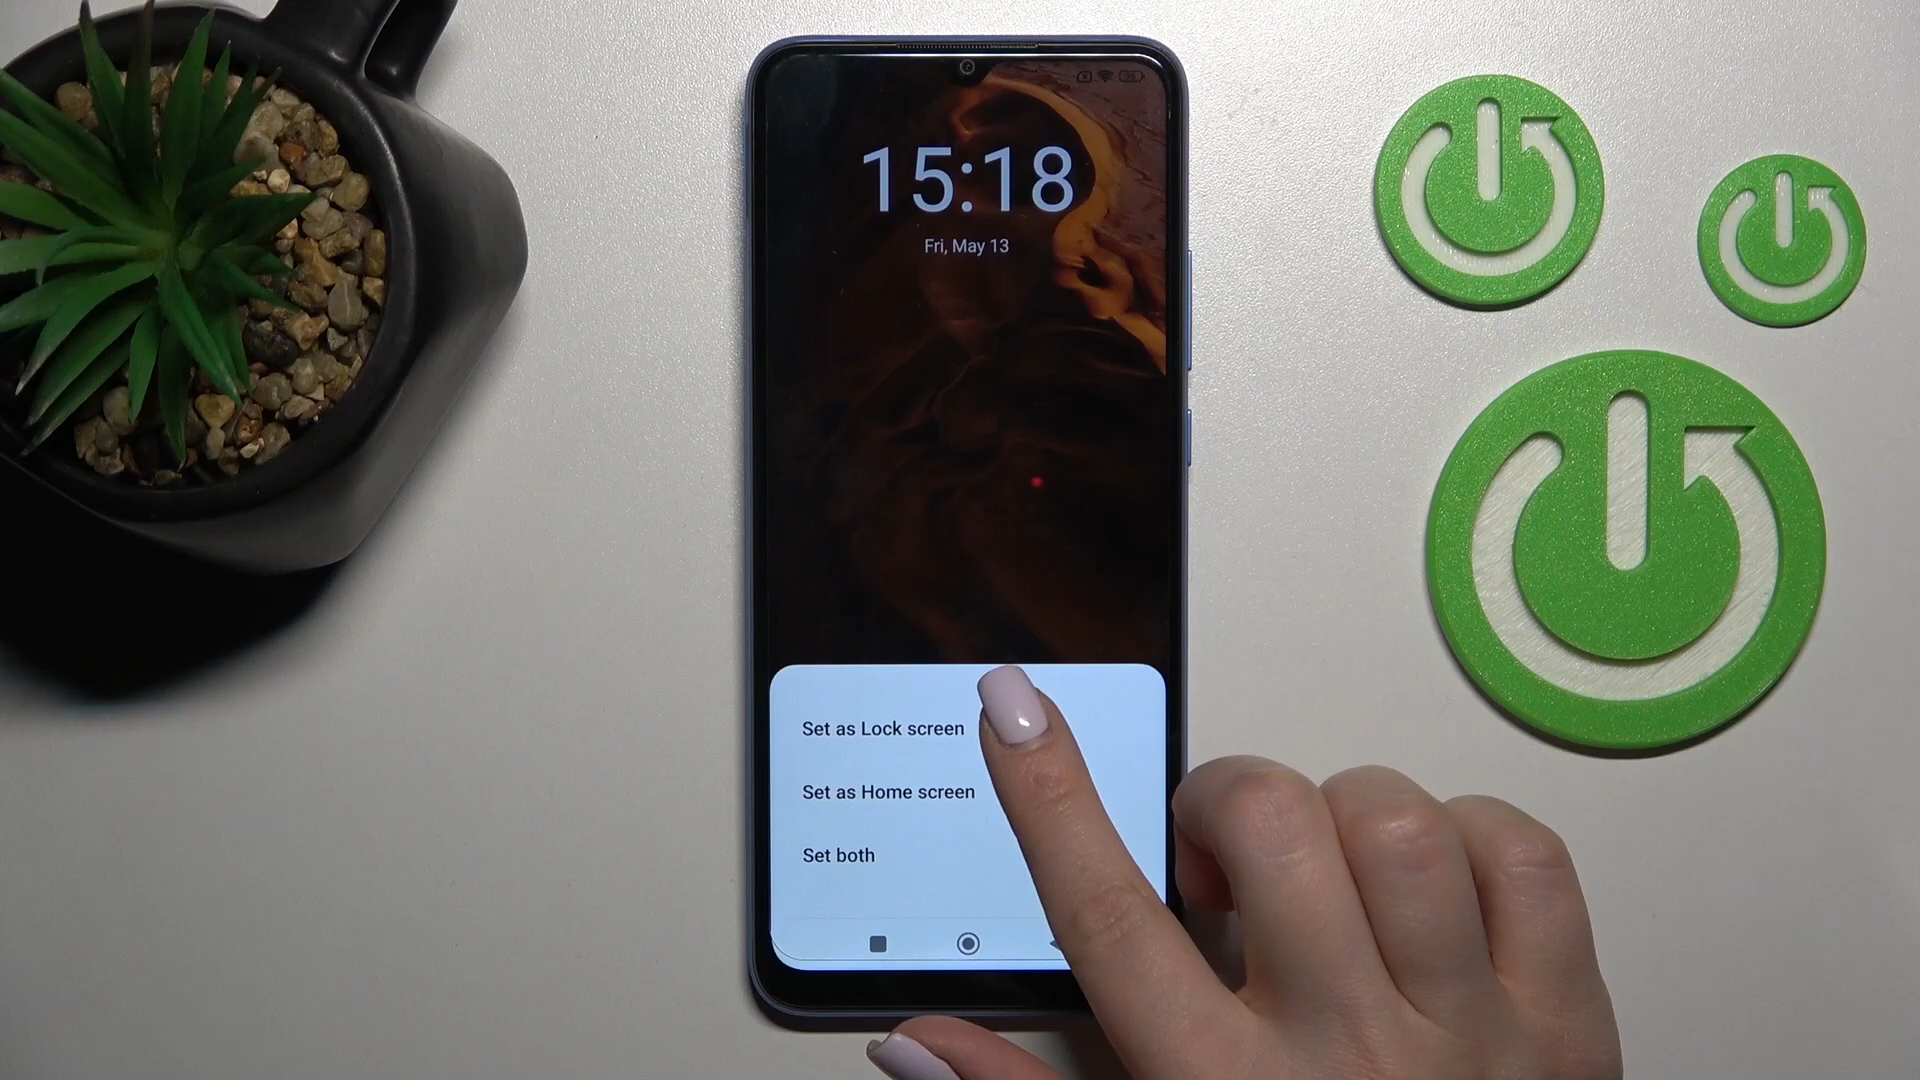 15:18
Fri, May 13
Set as Lock screen
Set as Home screen
Set both